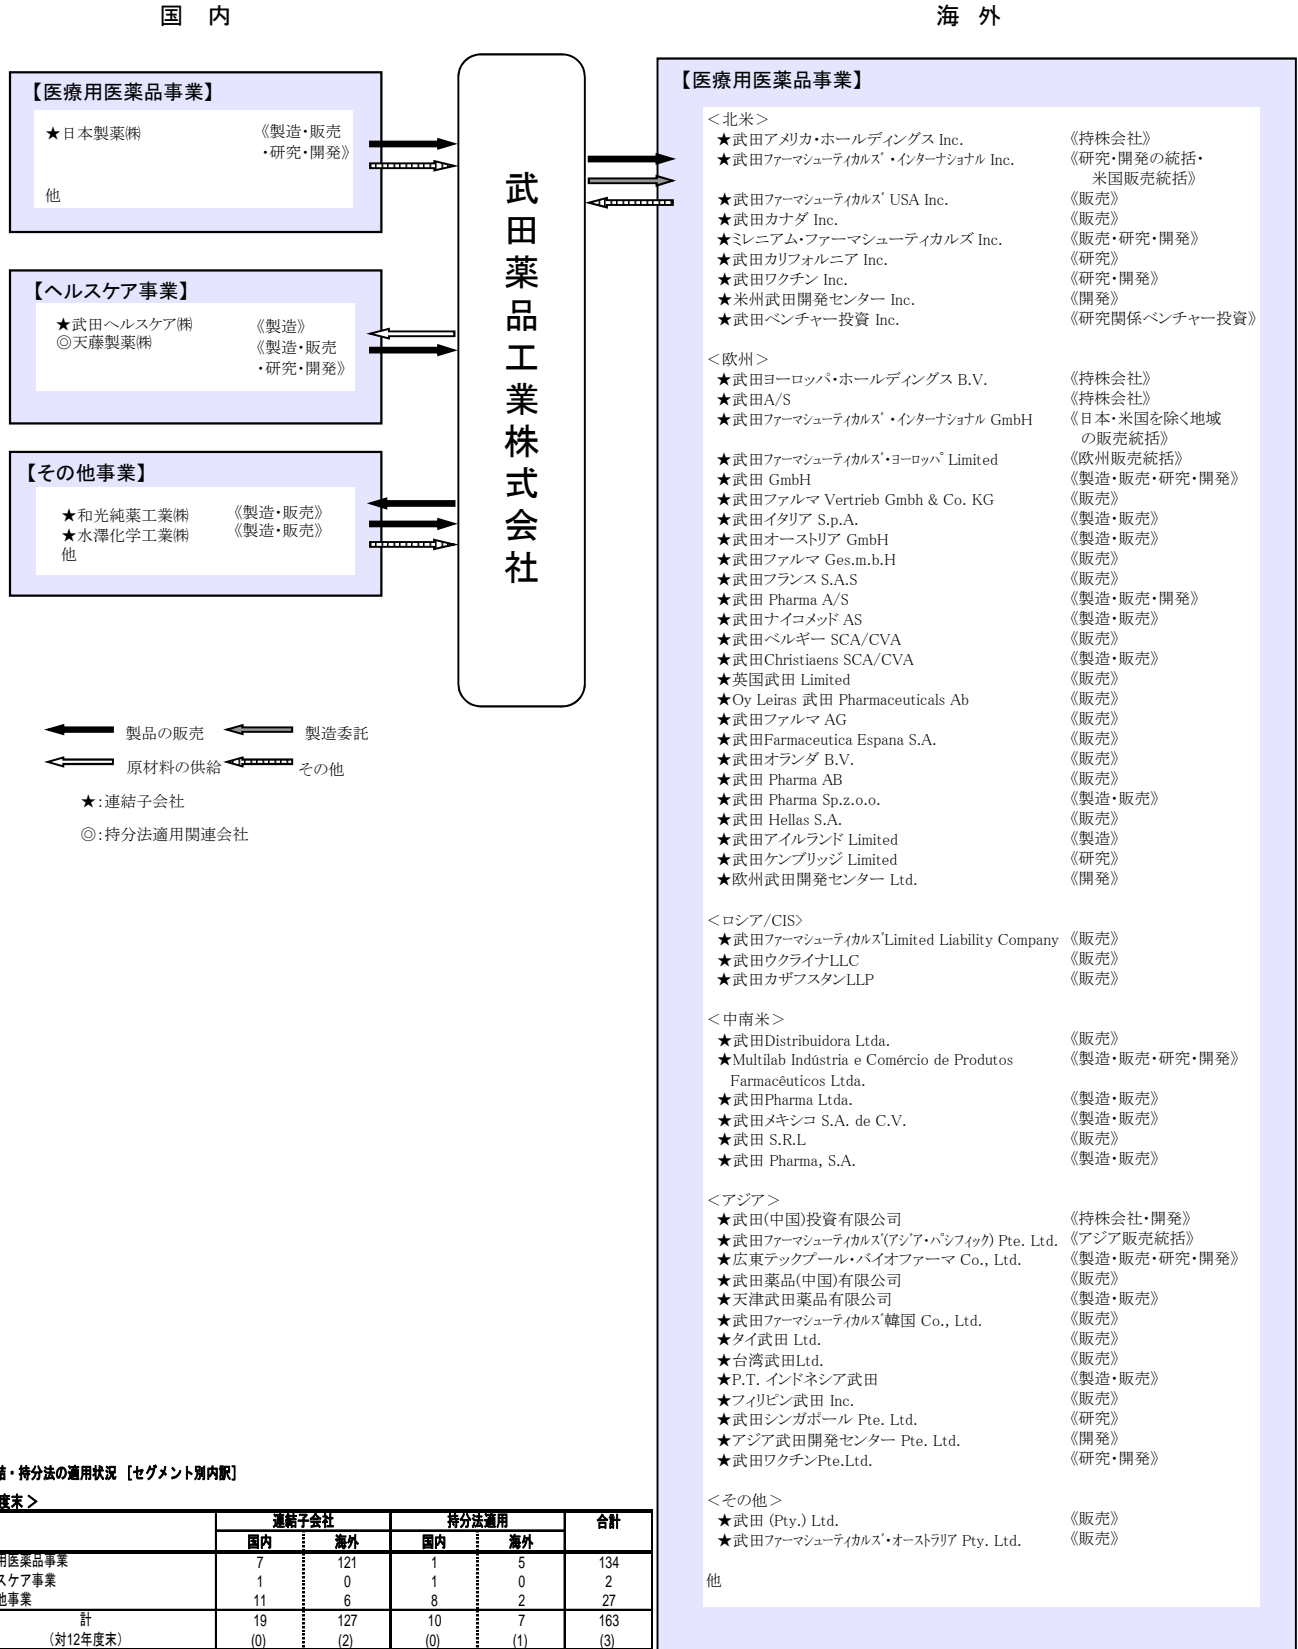 国 内
海 外
【医療用医薬品事業】
★日本製薬㈱ 《製造・販売
・研究・開発》
他
【ヘルスケア事業】
★武田ヘルスケア㈱ 《製造》
◎天藤製薬㈱ 《製造・販売
・研究・開発》
【その他事業】
★和光純薬工業㈱ 《製造・販売》
★水澤化学工業㈱ 《製造・販売》
他
武田薬品工業株式会社
製品の販売 製造委託
原材料の供給 その他
★:連結子会社
◎:持分法適用関連会社
【医療用医薬品事業】
＜北米＞
★武田アメリカ・ホールディングス Inc. 《持株会社》
★武田ファーマシューティカルズ・インターナショナル Inc. 《研究・開発の統括・
米国販売統括》
★武田ファーマシューティカルズ USA Inc. 《販売》
★武田カナダ Inc. 《販売》
★ミレニアム・ファーマシューティカルズ Inc. 《販売・研究・開発》
★武田カリフォルニア Inc. 《研究》
★武田ワクチン Inc. 《研究・開発》
★米州武田開発センター Inc. 《開発》
★武田ベンチャー投資 Inc. 《研究関係ベンチャー投資》
＜欧州＞
★武田ヨーロッパ・ホールディングス B.V. 《持株会社》
★武田A/S 《持株会社》
★武田ファーマシューティカルズ・インターナショナル GmbH 《日本・米国を除く地域
の販売統括》
★武田ファーマシューティカルズ・ヨーロッパ Limited 《欧州販売統括》
★武田 GmbH 《製造・販売・研究・開発》
★武田ファルマ Vertrieb Gmbh & Co. KG 《販売》
★武田イタリア S.p.A. 《製造・販売》
★武田オーストリア GmbH 《製造・販売》
★武田ファルマ Ges.m.b.H 《販売》
★武田フランス S.A.S 《販売》
★武田 Pharma A/S 《製造・販売・開発》
★武田ナイコメッド AS 《製造・販売》
★武田ベルギー SCA/CVA 《販売》
★武田Christiaens SCA/CVA 《製造・販売》
★英国武田 Limited 《販売》
★Oy Leiras 武田 Pharmaceuticals Ab 《販売》
★武田ファルマ AG 《販売》
★武田Farmaceutica Espana S.A. 《販売》
★武田オランダ B.V. 《販売》
★武田 Pharma AB 《販売》
★武田 Pharma Sp.z.o.o. 《製造・販売》
★武田 Hellas S.A. 《販売》
★武田アイルランド Limited 《製造》
★武田ケンブリッジ Limited 《研究》
★欧州武田開発センター Ltd. 《開発》
＜ロシア/CIS＞
★武田ファーマシューティカルズLimited Liability Company 《販売》
★武田ウクライナLLC 《販売》
★武田カザフスタンLLP 《販売》
＜中南米＞
★武田Distribuidora Ltda. 《販売》
★Multilab Indústria e Comércio de Produtos 《製造・販売・研究・開発》
Farmacêuticos Ltda.
★武田Pharma Ltda. 《製造・販売》
★武田メキシコ S.A. de C.V. 《製造・販売》
★武田 S.R.L 《販売》
★武田 Pharma, S.A. 《製造・販売》
＜アジア＞
★武田(中国)投資有限公司 《持株会社・開発》
★武田ファーマシューティカルズ(アジア・パシフィック) Pte. Ltd. 《アジア販売統括》
★広東テックプール・バイオファーマ Co., Ltd. 《製造・販売・研究・開発》
★武田薬品(中国)有限公司 《販売》
★天津武田薬品有限公司 《製造・販売》
★武田ファーマシューティカルズ韓国 Co., Ltd. 《販売》
★タイ武田 Ltd. 《販売》
★台湾武田Ltd. 《販売》
★P.T. インドネシア武田 《製造・販売》
★フィリピン武田 Inc. 《販売》
★武田シンガポール Pte. Ltd. 《研究》
★アジア武田開発センター Pte. Ltd. 《開発》
★武田ワクチンPte.Ltd. 《研究・開発》
＜その他＞
★武田 (Pty.) Ltd. 《販売》
★武田ファーマシューティカルズ・オーストラリア Pty. Ltd. 《販売》
他
・持分法の適用状況 [セグメント別内訳]
度末＞
連結子会社 持分法適用 合計
国内 海外 国内 海外
用医薬品事業 7 121 1 5 134
スケア事業 1 0 1 0 2
他事業 11 6 8 2 27
計 19 127 10 7 163
(対12年度末) (0) (2) (0) (1) (3)